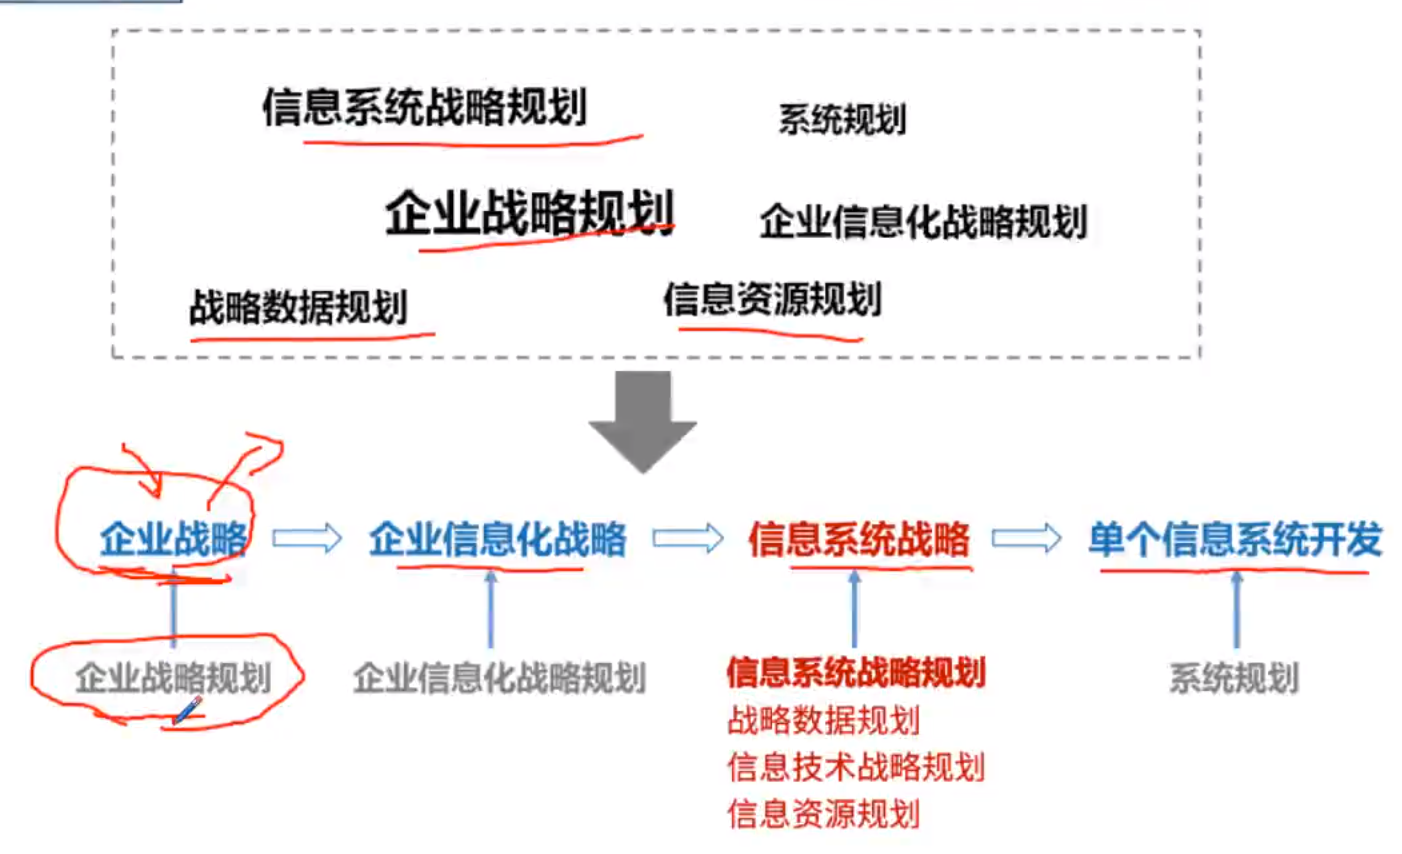 信息系统战略规划
系统规划
企业战略规划
企业信息化战略规划
战略数据规划
信息资源规划
企业战略
企业信息化战略
信息系统战略
单个信息系统开发
企业战略规划
企业信息化战略规划
信息系统战略规划
系统规划
战略数据规划
信息技术战略规划
信息资源规划